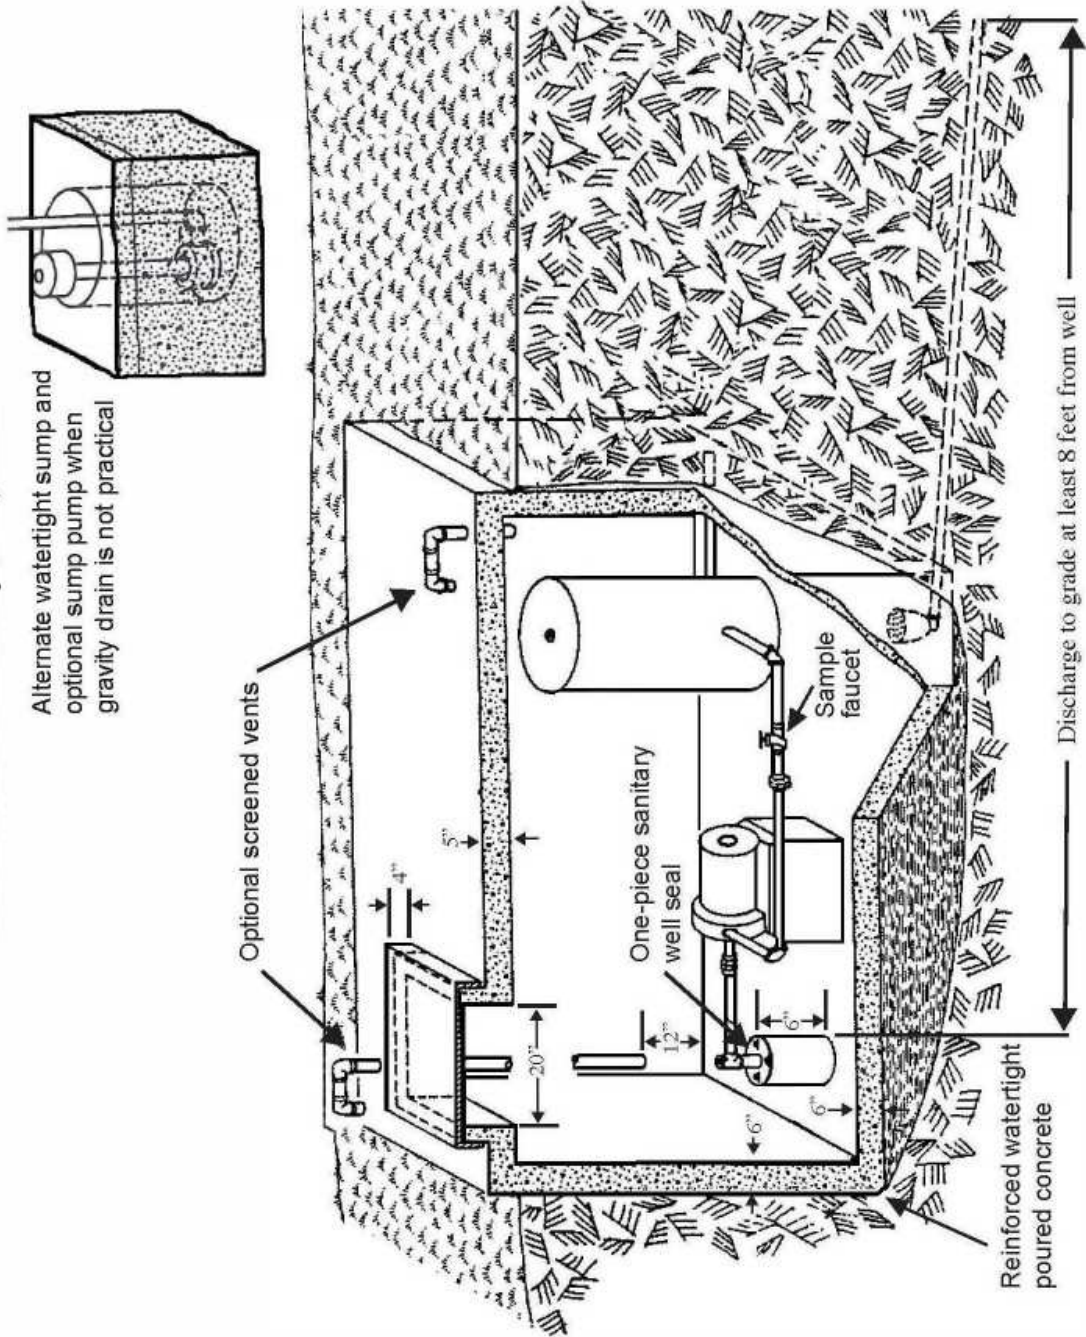 Alternate watertight sump and
optional sump pump when
gravity drain is not practical
Optional screened vents
4”
5”
20”
12”
One-piece sanitary
well seal
Sample
faucet
6”
6”
6”
Reinforced watertight
poured concrete
Discharge to grade at least 8 feet from well